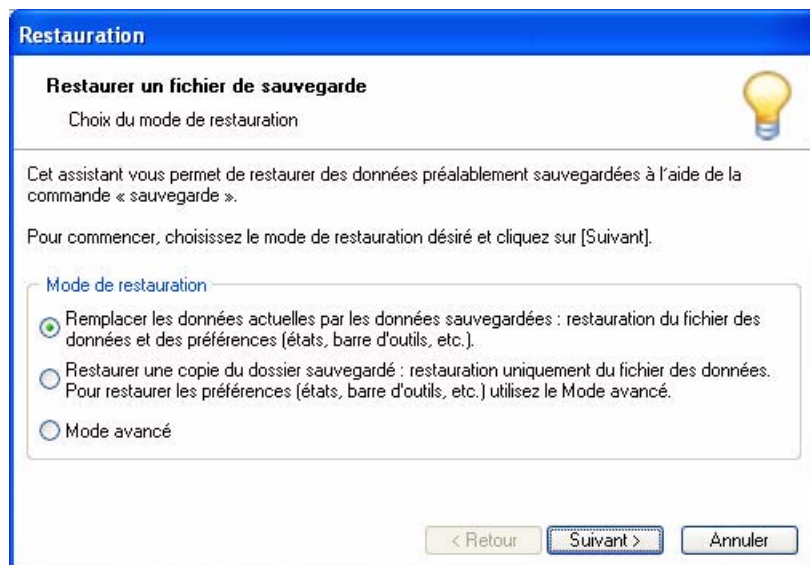 Restauration
Restaurer un fichier de sauvegarde
Choix du mode de restauration
Cet assistant vous permet de restaurer des données préalablement sauvegardées à l'aide de la
commande « sauvegarde ».
Pour commencer, choisissez le mode de restauration désiré et cliquez sur [Suivant].
Mode de restauration
Remplacer les données actuelles par les données sauvegardées : restauration du fichier des
données et des préférences (états, barre d'outils, etc.).
Restaurer une copie du dossier sauvegardé : restauration uniquement du fichier des données.
Pour restaurer les préférences (états, barre d'outils, etc.) utilisez le Mode avancé.
Mode avancé
< Retour
Suivant >
Annuler